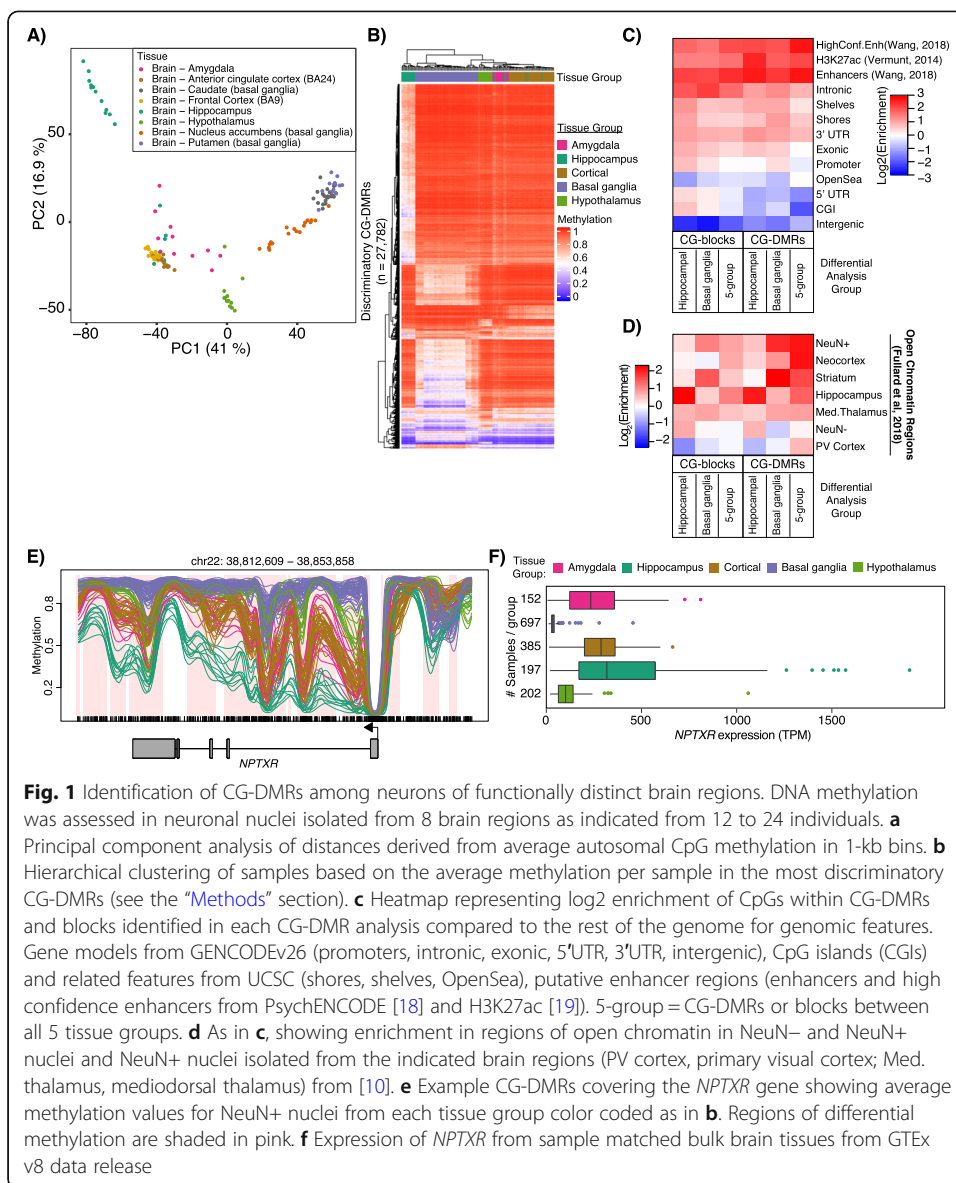 A)
Tissue
Brain – Amygdala
Brain – Anterior cingulate cortex (BA24)
Brain – Caudate (basal ganglia)
Brain – Frontal Cortex (BA9)
Brain – Hippocampus
Brain – Hypothalamus
Brain – Nucleus accumbens (basal ganglia)
Brain – Putamen (basal ganglia)
PC2 (16.9 %)
50
0
−50
−80
−40
0
40
PC1 (41 %)
B)
Tissue Group
Discriminatory CG-DMRs
(n = 27,782)
Tissue Group
Amygdala
Hippocampus
Cortical
Basal ganglia
Hypothalamus
Methylation
1
0.8
0.6
0.4
0.2
0
C)
HighConf.Enh(Wang, 2018)
H3K27ac (Vermunt, 2014)
Enhancers (Wang, 2018)
Intronic
Shelves
Shores
3' UTR
Exonic
Promoter
OpenSea
5' UTR
CGI
Intergenic
Log2(Enrichment)
3
2
1
0
−1
−2
−3
CG-blocks
CG-DMRs
Hippocampal
Basal ganglia
5-group
Hippocampal
Basal ganglia
5-group
Differential
Analysis
Group
D)
Log2(Enrichment)
2
1
0
−1
−2
NeuN+
Neocortex
Striatum
Hippocampus
Med.Thalamus
NeuN-
PV Cortex
Open Chromatin Regions
(Fullard et al, 2018)
CG-blocks
CG-DMRs
Hippocampal
Basal ganglia
5-group
Hippocampal
Basal ganglia
5-group
Differential
Analysis
Group
E)
chr22: 38,812,609 − 38,853,858
Methylation
0.8
0.5
0.2
NPTXR
F)
Tissue
Group:
Amygdala
Hippocampus
Cortical
Basal ganglia
Hypothalamus
# Samples / group
152
697
385
197
202
0
500
1000
1500
NPTXR expression (TPM)
Fig. 1 Identification of CG-DMRs among neurons of functionally distinct brain regions. DNA methylation
was assessed in neuronal nuclei isolated from 8 brain regions as indicated from 12 to 24 individuals. a
Principal component analysis of distances derived from average autosomal CpG methylation in 1-kb bins. b
Hierarchical clustering of samples based on the average methylation per sample in the most discriminatory
CG-DMRs (see the “Methods” section). c Heatmap representing log2 enrichment of CpGs within CG-DMRs
and blocks identified in each CG-DMR analysis compared to the rest of the genome for genomic features.
Gene models from GENCODEv26 (promoters, intronic, exonic, 5′UTR, 3′UTR, intergenic), CpG islands (CGIs)
and related features from UCSC (shores, shelves, OpenSea), putative enhancer regions (enhancers and high
confidence enhancers from PsychENCODE [18] and H3K27ac [19]). 5-group = CG-DMRs or blocks between
all 5 tissue groups. d As in c, showing enrichment in regions of open chromatin in NeuN− and NeuN+
nuclei and NeuN+ nuclei isolated from the indicated brain regions (PV cortex, primary visual cortex; Med.
thalamus, mediodorsal thalamus) from [10]. e Example CG-DMRs covering the NPTXR gene showing average
methylation values for NeuN+ nuclei from each tissue group color coded as in b. Regions of differential
methylation are shaded in pink. f Expression of NPTXR from sample matched bulk brain tissues from GTEx
v8 data release